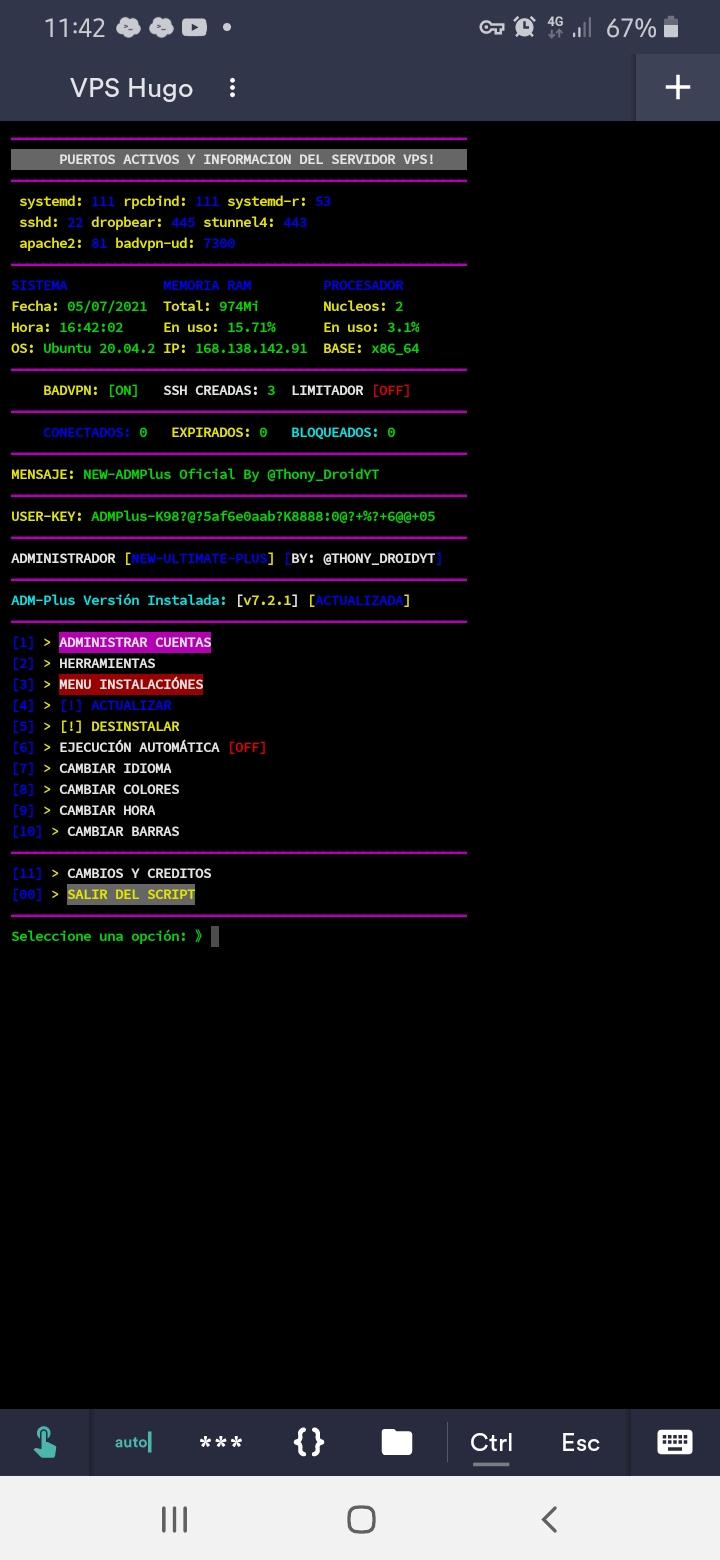 11:42 4G 67%
VPS Hugo
PUERTOS ACTIVOS Y INFORMACION DEL SERVIDOR VPS!
systemd: 111 rpcbind: 111 systemd-r: 53
sshd: 22 dropbear: 445 stunnel4: 443
apache2: 81 badvpn-ud: 7300
SISTEMA MEMORIA RAM PROCESADOR
Fecha: 05/07/2021 Total: 974Mi Nucleos: 2
Hora: 16:42:02 En uso: 15.71% En uso: 3.1%
OS: Ubuntu 20.04.2 IP: 168.138.142.91 BASE: x86_64
BADVPN: [ON] SSH CREADAS: 3 LIMITADOR [OFF]
CONECTADOS: 0 EXPIRADOS: 0 BLOQUEADOS: 0
MENSAJE: NEW-ADMPlus Oficial By @Thony_DroidYT
USER-KEY: ADMPlus-K98?@?5af6e0aab?K8888:0@?+%?+6@@+05
ADMINISTRADOR [NEW-ULTIMATE-PLUS] [BY: @THONY_DROIDYT]
ADM-Plus Versión Instalada: [v7.2.1] [ACTUALIZADA]
[1] > ADMINISTRAR CUENTAS
[2] > HERRAMIENTAS
[3] > MENU INSTALACIÓNES
[4] > [!] ACTUALIZAR
[5] > [!] DESINSTALAR
[6] > EJECUCIÓN AUTOMÁTICA [OFF]
[7] > CAMBIAR IDIOMA
[8] > CAMBIAR COLORES
[9] > CAMBIAR HORA
[10] > CAMBIAR BARRAS
[11] > CAMBIOS Y CREDITOS
[00] > SALIR DEL SCRIPT
Seleccione una opción: 》
auto *** {} Ctrl Esc